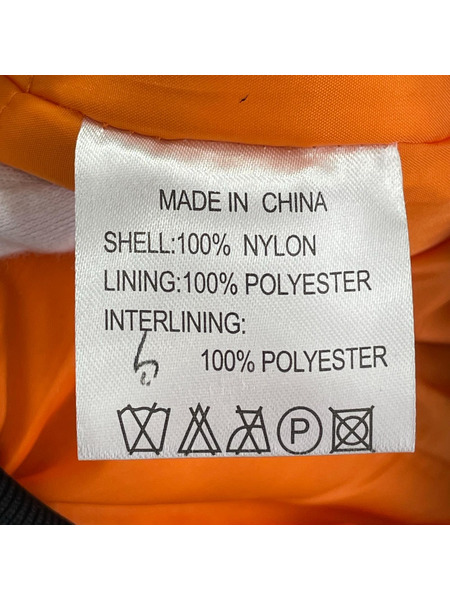 MADE IN CHINA
SHELL:100% NYLON
LINING:100% POLYESTER
INTERLINING:
100% POLYESTER
P